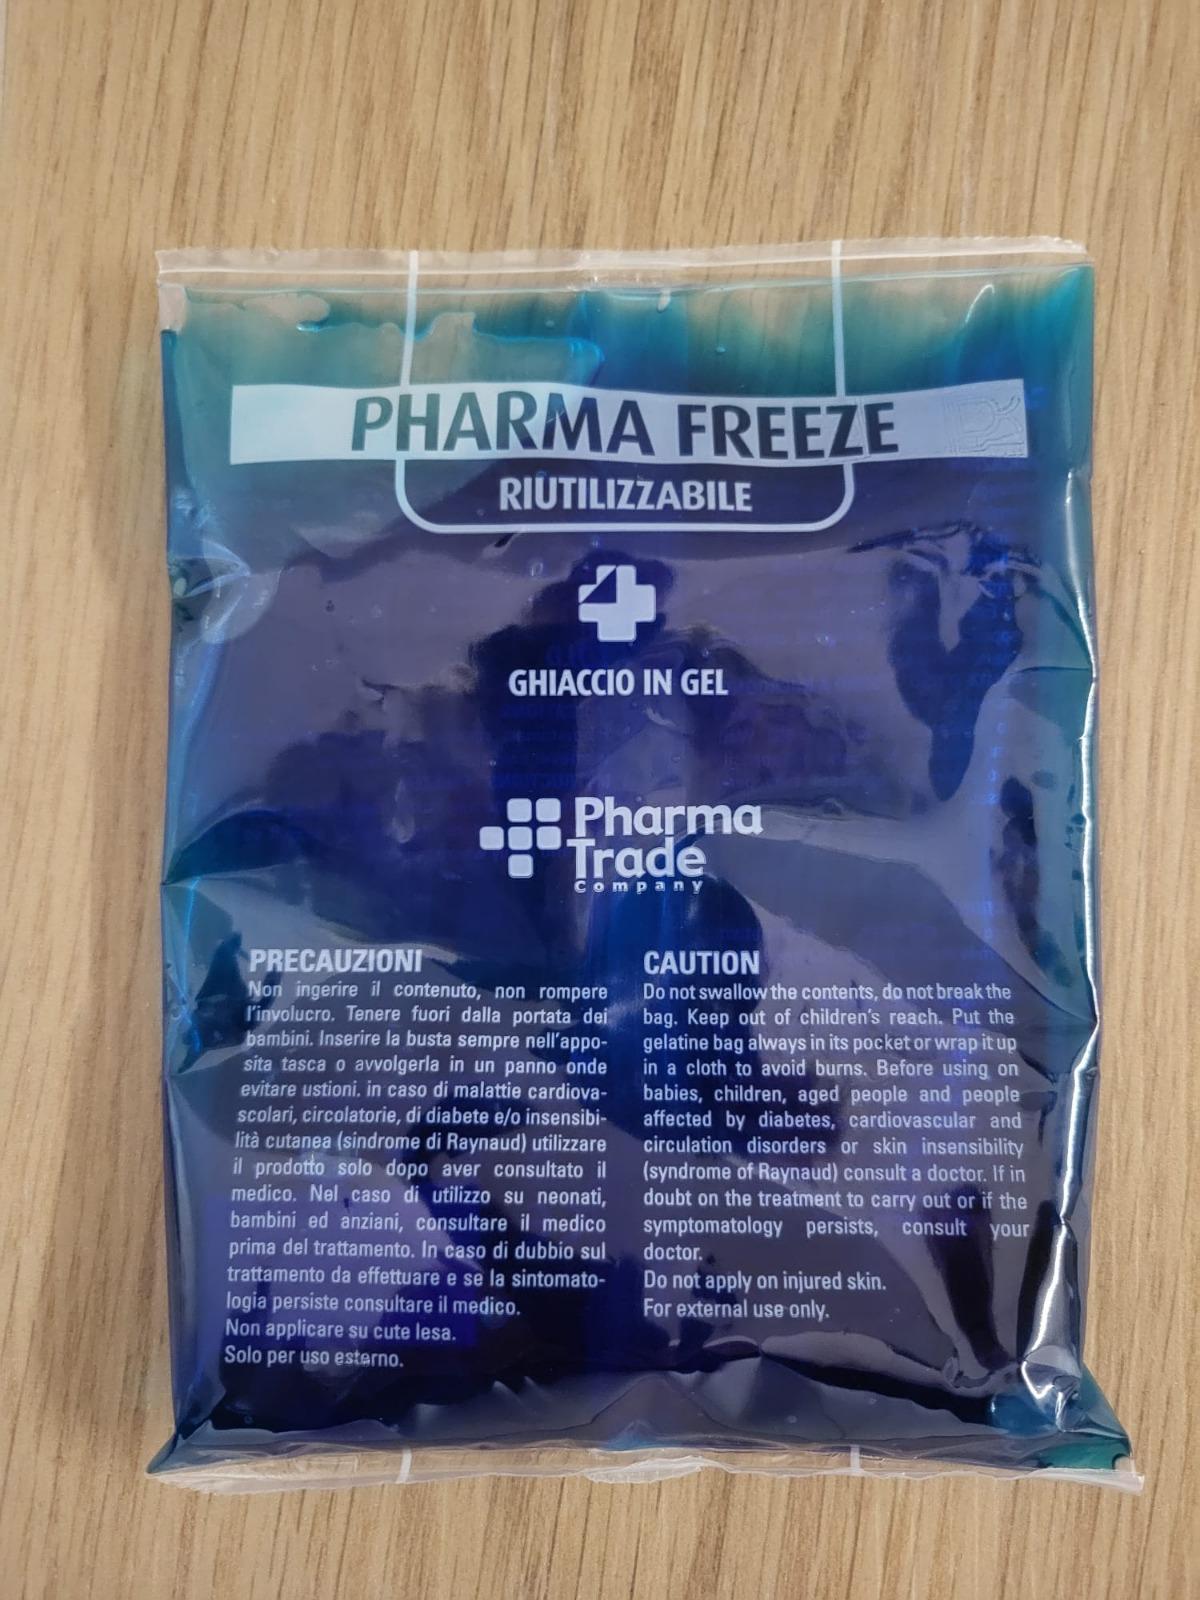 PHARMA FREEZE
RIUTILIZZABILE
GHIACCIO IN GEL
Pharma
Trade
Company
PRECAUZIONI
Non ingerire il contenuto, non rompere
l'involucro. Tenere fuori dalla portata dei
bambini. Inserire la busta sempre nell'appo-
sita tasca o avvolgerla in un panno onde
evitare ustioni. in caso di malattie cardiova-
scolari, circolatorie, di diabete e/o insensibi-
lità cutanea (sindrome di Raynaud) utilizzare
il prodotto solo dopo aver consultato il
medico. Nel caso di utilizzo su neonati,
bambini ed anziani, consultare il medico
prima del trattamento. In caso di dubbio sul
trattamento da effettuare e se la sintomato-
logia persiste consultare il medico.
Non applicare su cute lesa.
Solo per uso esterno.
CAUTION
Do not swallow the contents, do not break the
bag. Keep out of children's reach. Put the
gelatine bag always in its pocket or wrap it up
in a cloth to avoid burns. Before using on
babies, children, aged people and people
affected by diabetes, cardiovascular and
circulation disorders or skin insensibility
(syndrome of Raynaud) consult a doctor. If in
doubt on the treatment to carry out or if the
symptomatology persists, consult your
doctor.
Do not apply on injured skin.
For external use only.